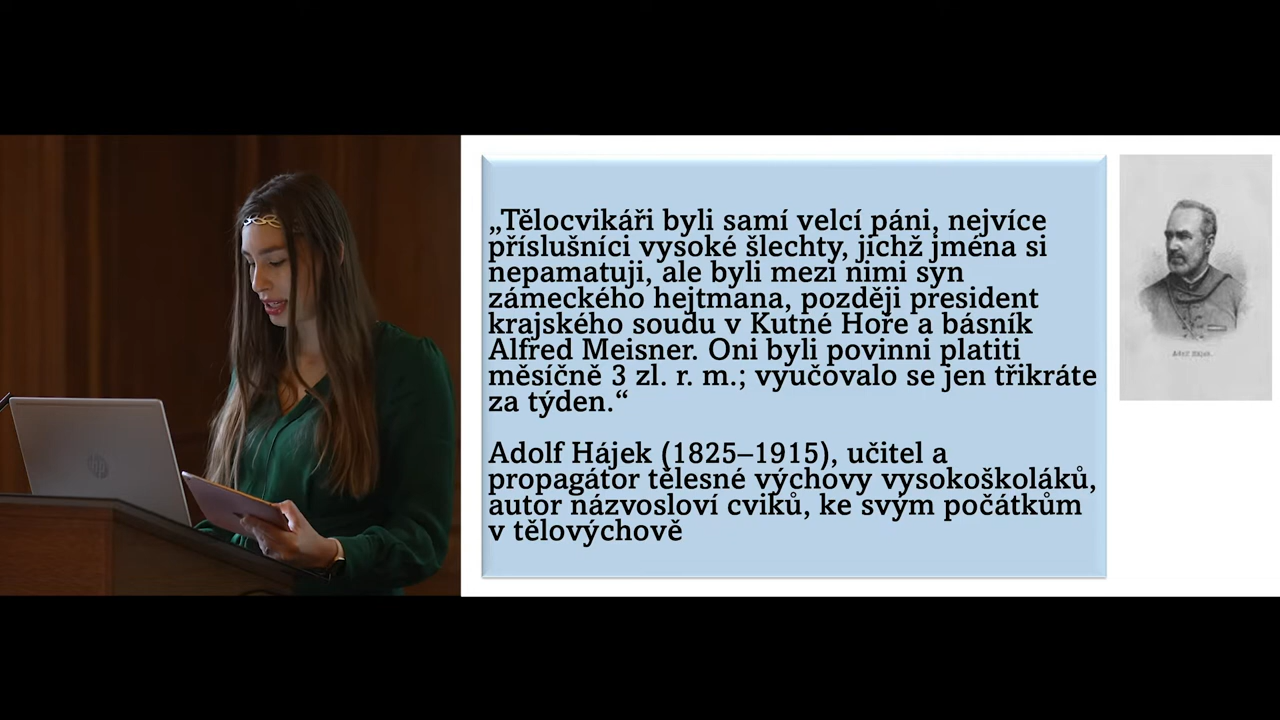 „Tělocvikáři byli samí velcí páni, nejvíce
příslušníci vysoké šlechty, jichž jména si
nepamatuji, ale byli mezi nimi syn
zámeckého hejtmana, později president
krajského soudu v Kutné Hoře a básník
Alfred Meisner. Oni byli povinni platiti
měsíčně 3 zl. r. m.; vyučovalo se jen třikráte
za týden.“
Adolf Hájek (1825–1915), učitel a
propagátor tělesné výchovy vysokoškoláků,
autor názvosloví cviků, ke svým počátkům
v tělovýchově
ADOLF HÁJEK.
hp